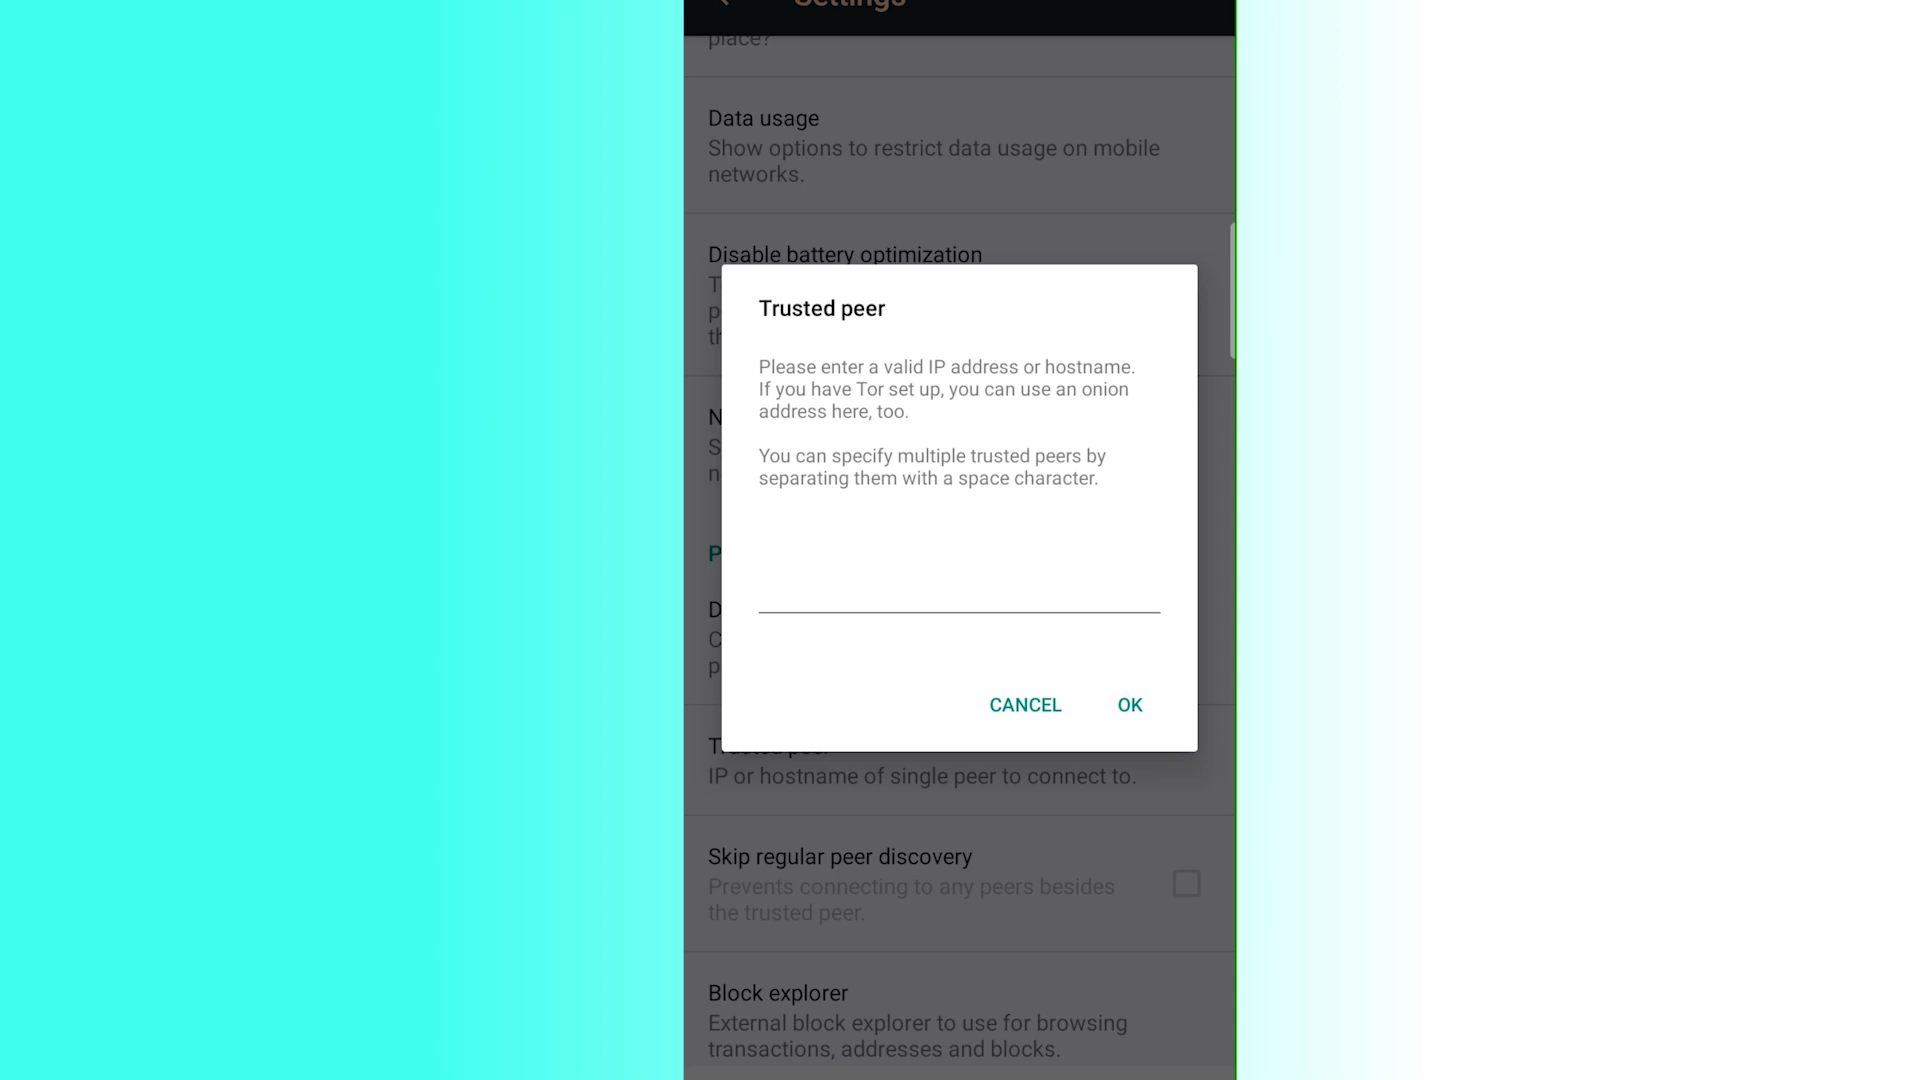 Settings
place?
Data usage
Show options to restrict data usage on mobile
networks.
Disable battery optimization
Trusted peer
Please enter a valid IP address or hostname.
If you have Tor set up, you can use an onion
address here, too.
You can specify multiple trusted peers by
separating them with a space character.
CANCEL
OK
Trusted peer
IP or hostname of single peer to connect to.
Skip regular peer discovery
Prevents connecting to any peers besides
the trusted peer.
Block explorer
External block explorer to use for browsing
transactions, addresses and blocks.